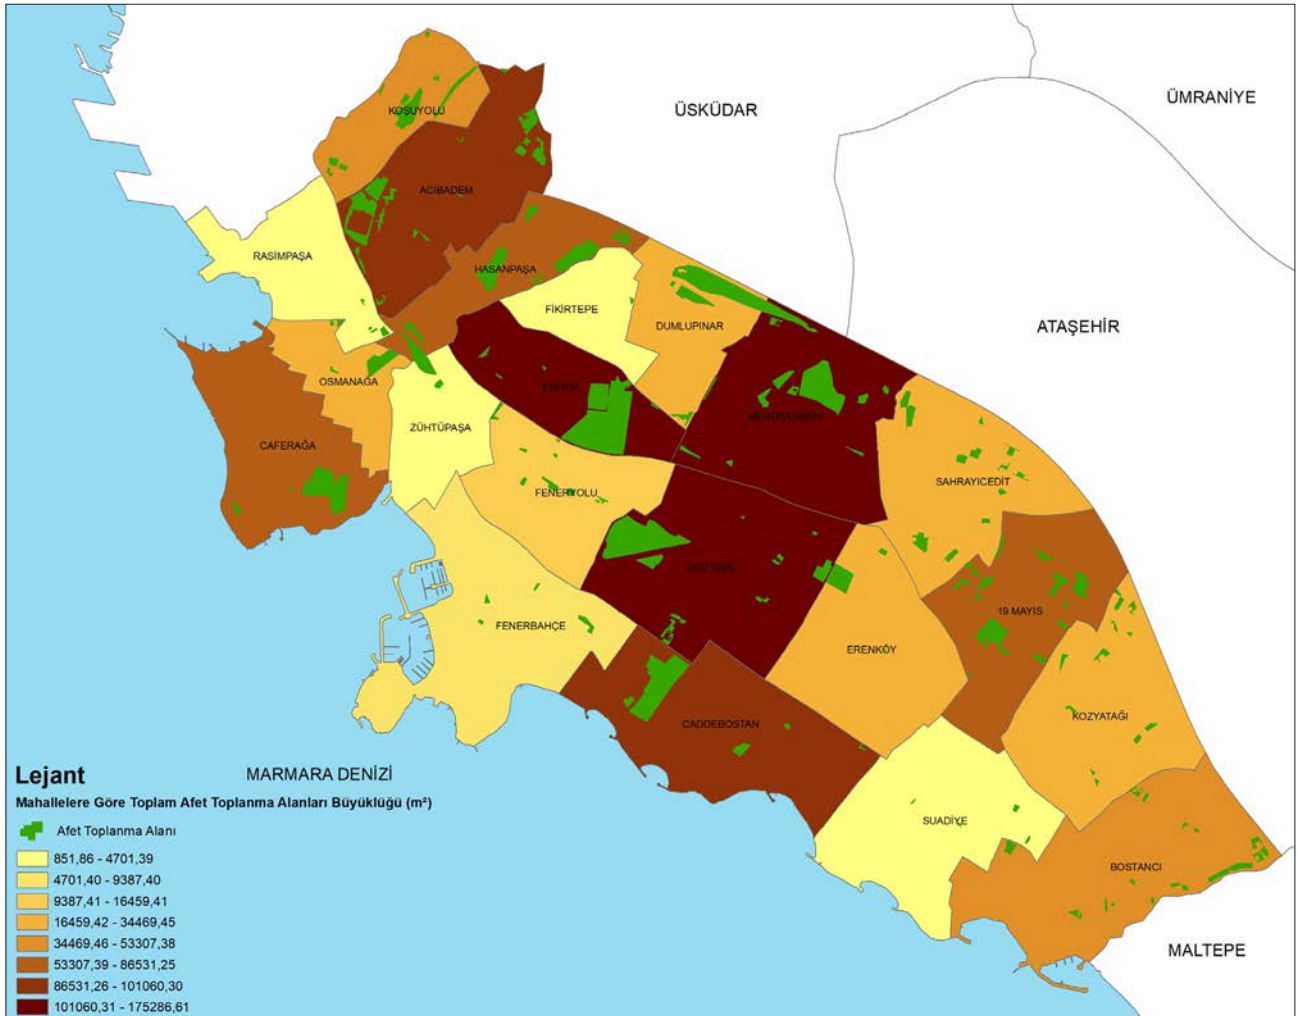 ÜSKÜDAR
ÜMRANİYE
KOŞUYOLU
ACIBADEM
RASİMPAŞA
HASANPAŞA
FİKİRTEPE
DUMLUPINAR
ATAŞEHİR
OSMANAĞA
EĞİTİM
MERDİVENKÖY
ZÜHTÜPAŞA
CAFERAĞA
SAHRAYICEDİT
FENERYOLU
GÖZTEPE
19 MAYIS
FENERBAHÇE
ERENKÖY
KOZYATAĞI
CADDEBOSTAN
MARMARA DENİZİ
SUADİYE
BOSTANCI
MALTEPE
Lejant
Mahallelere Göre Toplam Afet Toplanma Alanları Büyüklüğü (m²)
Afet Toplanma Alanı
851,86 - 4701,39
4701,40 - 9387,40
9387,41 - 16459,41
16459,42 - 34469,45
34469,46 - 53307,38
53307,39 - 86531,25
86531,26 - 101060,30
101060,31 - 175286,61